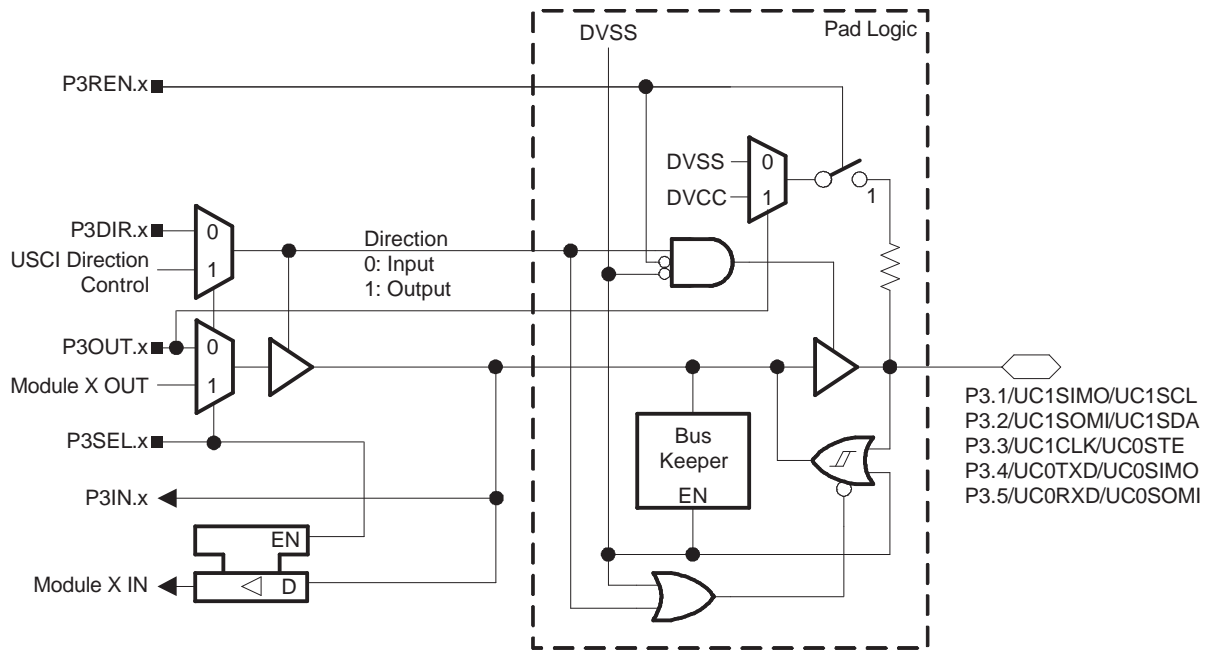 DVSS
Pad Logic
P3REN.x
DVSS
0
DVCC
1
1
P3DIR.x
0
USCI Direction
Control
1
Direction
0: Input
1: Output
P3OUT.x
0
Module X OUT
1
P3SEL.x
P3IN.x
EN
Module X IN
D
Bus
Keeper
EN
P3.1/UC1SIMO/UC1SCL
P3.2/UC1SOMI/UC1SDA
P3.3/UC1CLK/UC0STE
P3.4/UC0TXD/UC0SIMO
P3.5/UC0RXD/UC0SOMI